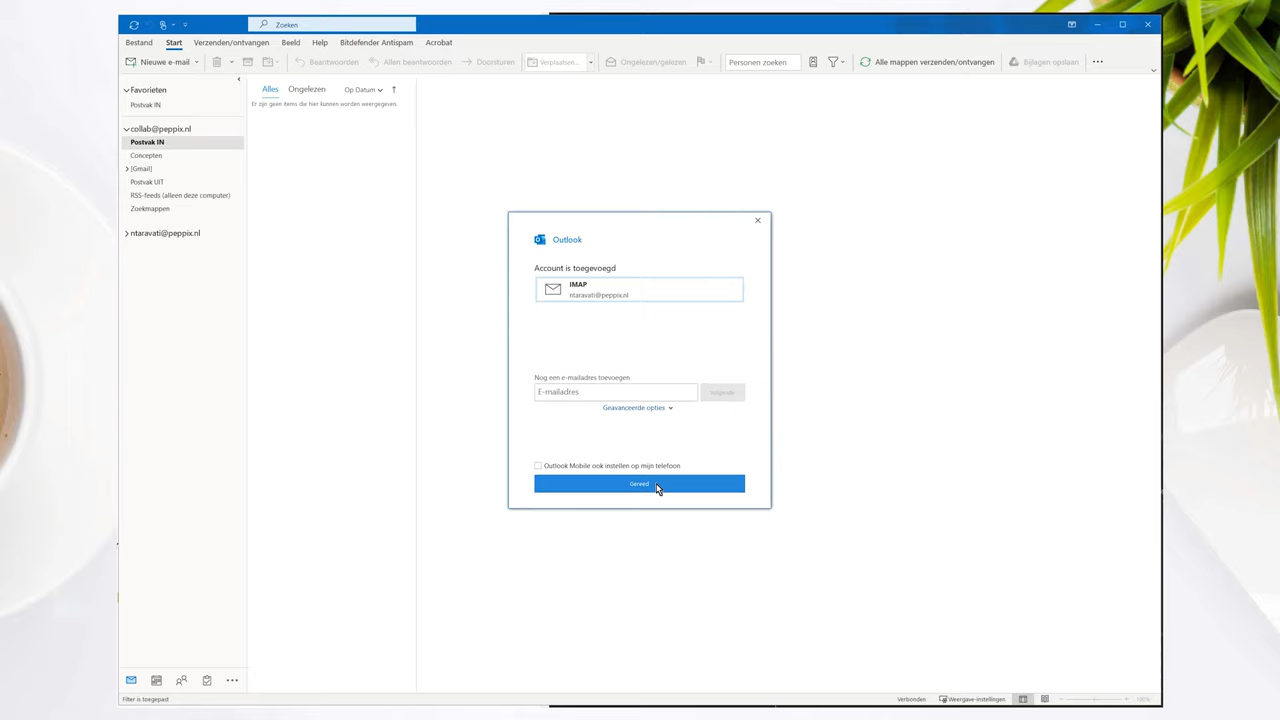 Zoeken
Bestand Start Verzenden/ontvangen Beeld Help Bitdefender Antispam Acrobat
Nieuwe e-mail Beantwoorden Allen beantwoorden Doorsturen Verplaatsen... Ongelezen/gelezen Personen zoeken Alle mappen verzenden/ontvangen Bijlagen opslaan
Favorieten
Postvak IN
collab@peppix.nl
Postvak IN
Concepten
[Gmail]
Postvak UIT
RSS-feeds (alleen deze computer)
Zoekmappen
ntaravati@peppix.nl
Alles Ongelezen Op Datum
Er zijn geen items die hier kunnen worden weergegeven.
Outlook
Account is toegevoegd
IMAP
ntaravati@peppix.nl
Nog een e-mailadres toevoegen
E-mailadres Volgende
Geavanceerde opties
Outlook Mobile ook instellen op mijn telefoon
Gereed
Filter is toegepast Verbonden Weergave-instellingen 100%